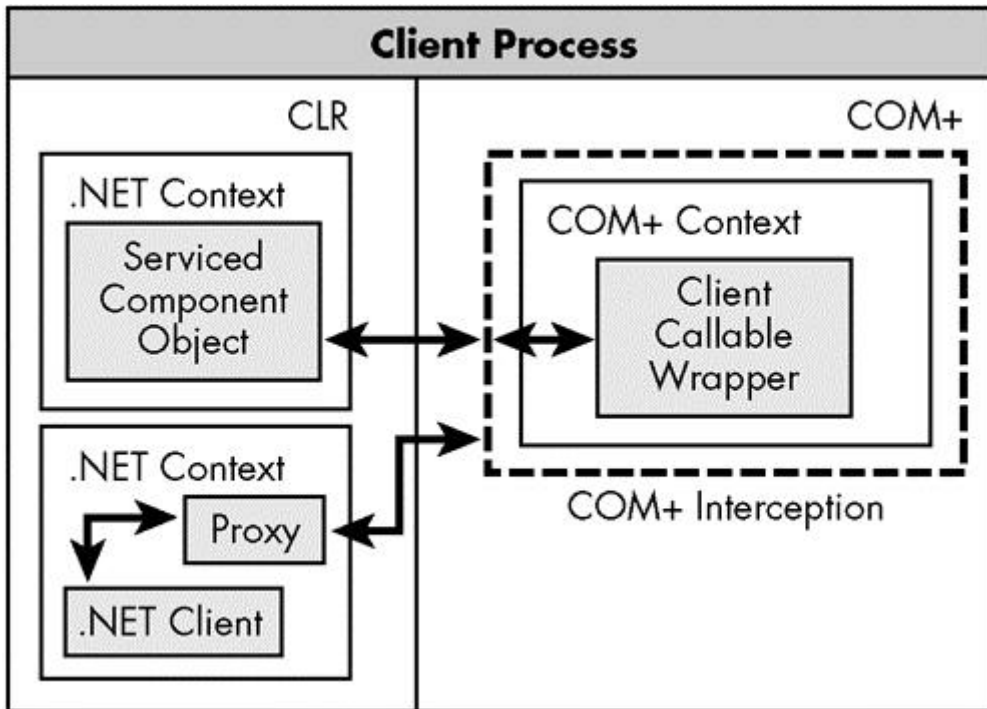 Client Process
CLR
COM+
.NET Context
Serviced
Component
Object
COM+ Context
Client
Callable
Wrapper
.NET Context
Proxy
.NET Client
COM+ Interception